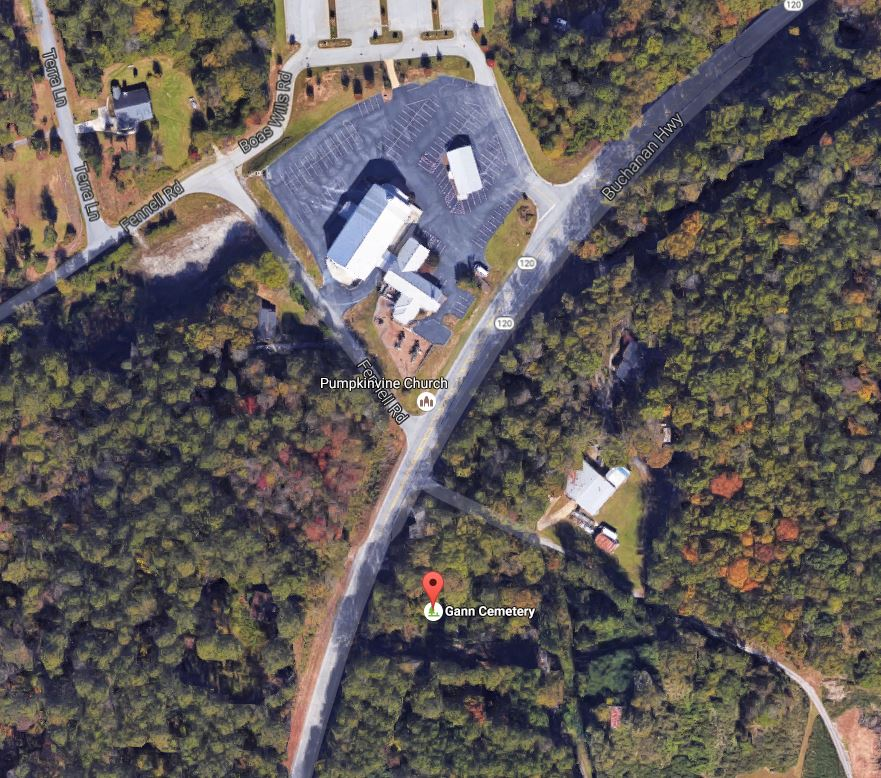 120
Terra Ln
Boas Wills Rd
Buchanan Hwy
Terra Ln
Fennell Rd
120
120
Pumpkinvine Church
Fennell Rd
Gann Cemetery